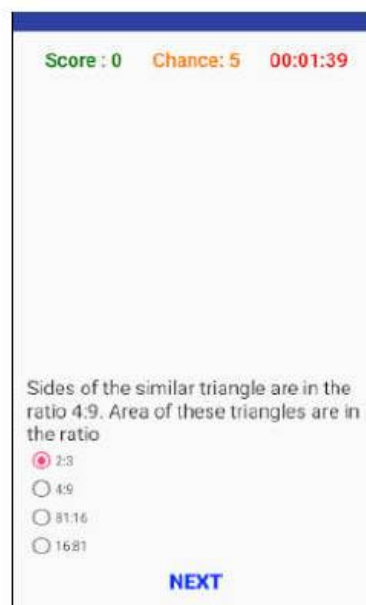 Score : 0 Chance: 5 00:01:39
Sides of the similar triangle are in the
ratio 4:9. Area of these triangles are in
the ratio
2:3
4:9
81:16
16:81
NEXT